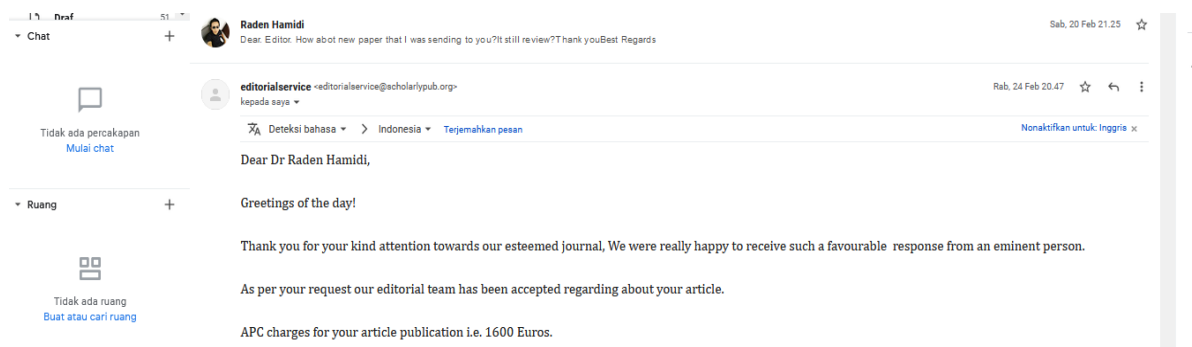 Draf 51
Chat
Tidak ada percakapan
Mulai chat
Ruang
Tidak ada ruang
Buat atau cari ruang
Raden Hamidi Sab, 20 Feb 21.25
Dear. Editor. How abot new paper that I was sending to you?It still review?Thank youBest Regards
editorialservice <editorialservice@scholarlypub.org> Rab, 24 Feb 20.47
kepada saya
Deteksi bahasa > Indonesia Terjemahkan pesan Nonaktifkan untuk: Inggris x
Dear Dr Raden Hamidi,
Greetings of the day!
Thank you for your kind attention towards our esteemed journal, We were really happy to receive such a favourable response from an eminent person.
As per your request our editorial team has been accepted regarding about your article.
APC charges for your article publication i.e. 1600 Euros.